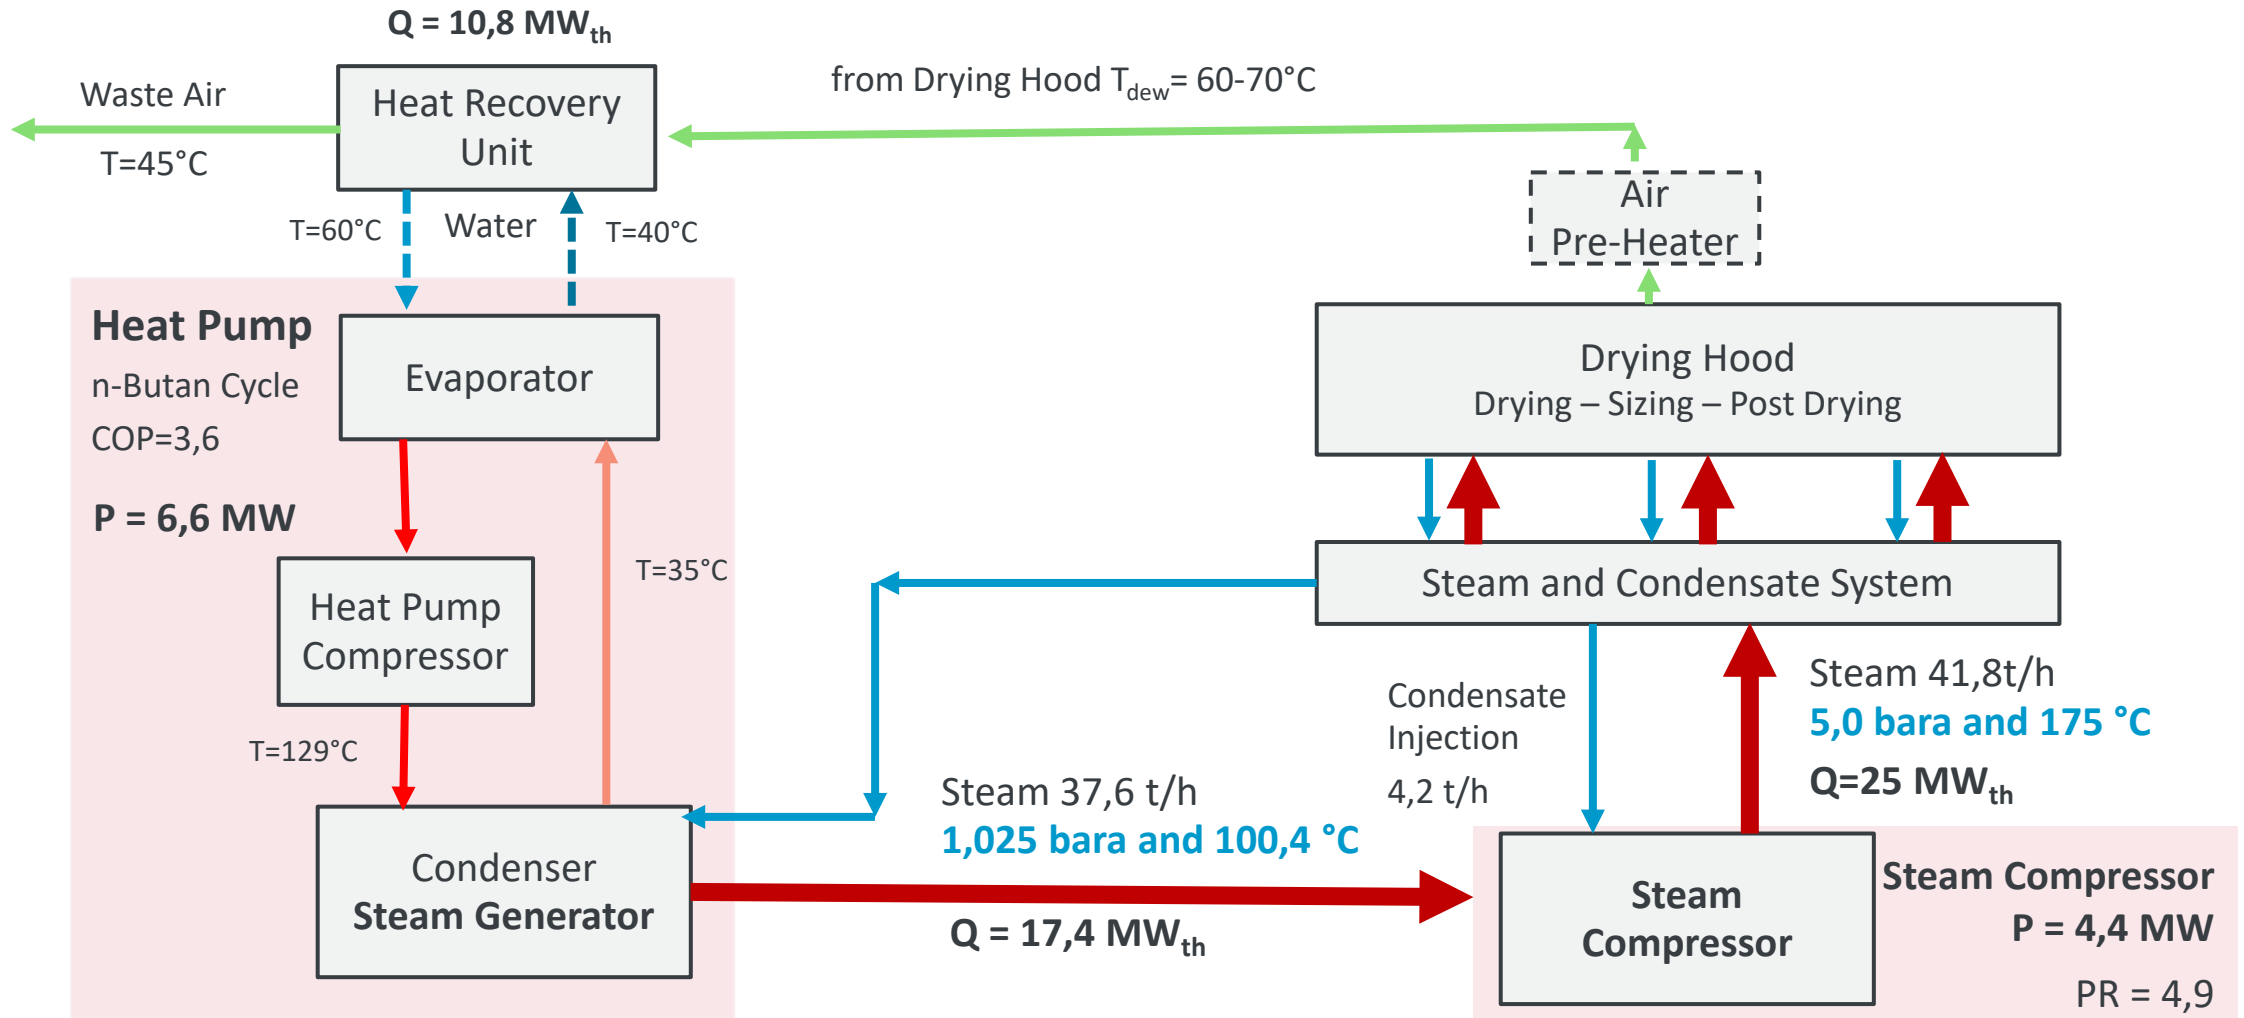 Q = 10,8 MWth
Waste Air
T=45°C
Heat Recovery
Unit
from Drying Hood Tdew= 60-70°C
Air
Pre-Heater
T=60°C
Water
T=40°C
Heat Pump
n-Butan Cycle
COP=3,6
P = 6,6 MW
Evaporator
Drying Hood
Drying – Sizing – Post Drying
Heat Pump
Compressor
T=35°C
Steam and Condensate System
T=129°C
Condensate
Injection
4,2 t/h
Steam 41,8t/h
5,0 bara and 175 °C
Q=25 MWth
Steam 37,6 t/h
1,025 bara and 100,4 °C
Q = 17,4 MWth
Condenser
Steam Generator
Steam
Compressor
Steam Compressor
P = 4,4 MW
PR = 4,9